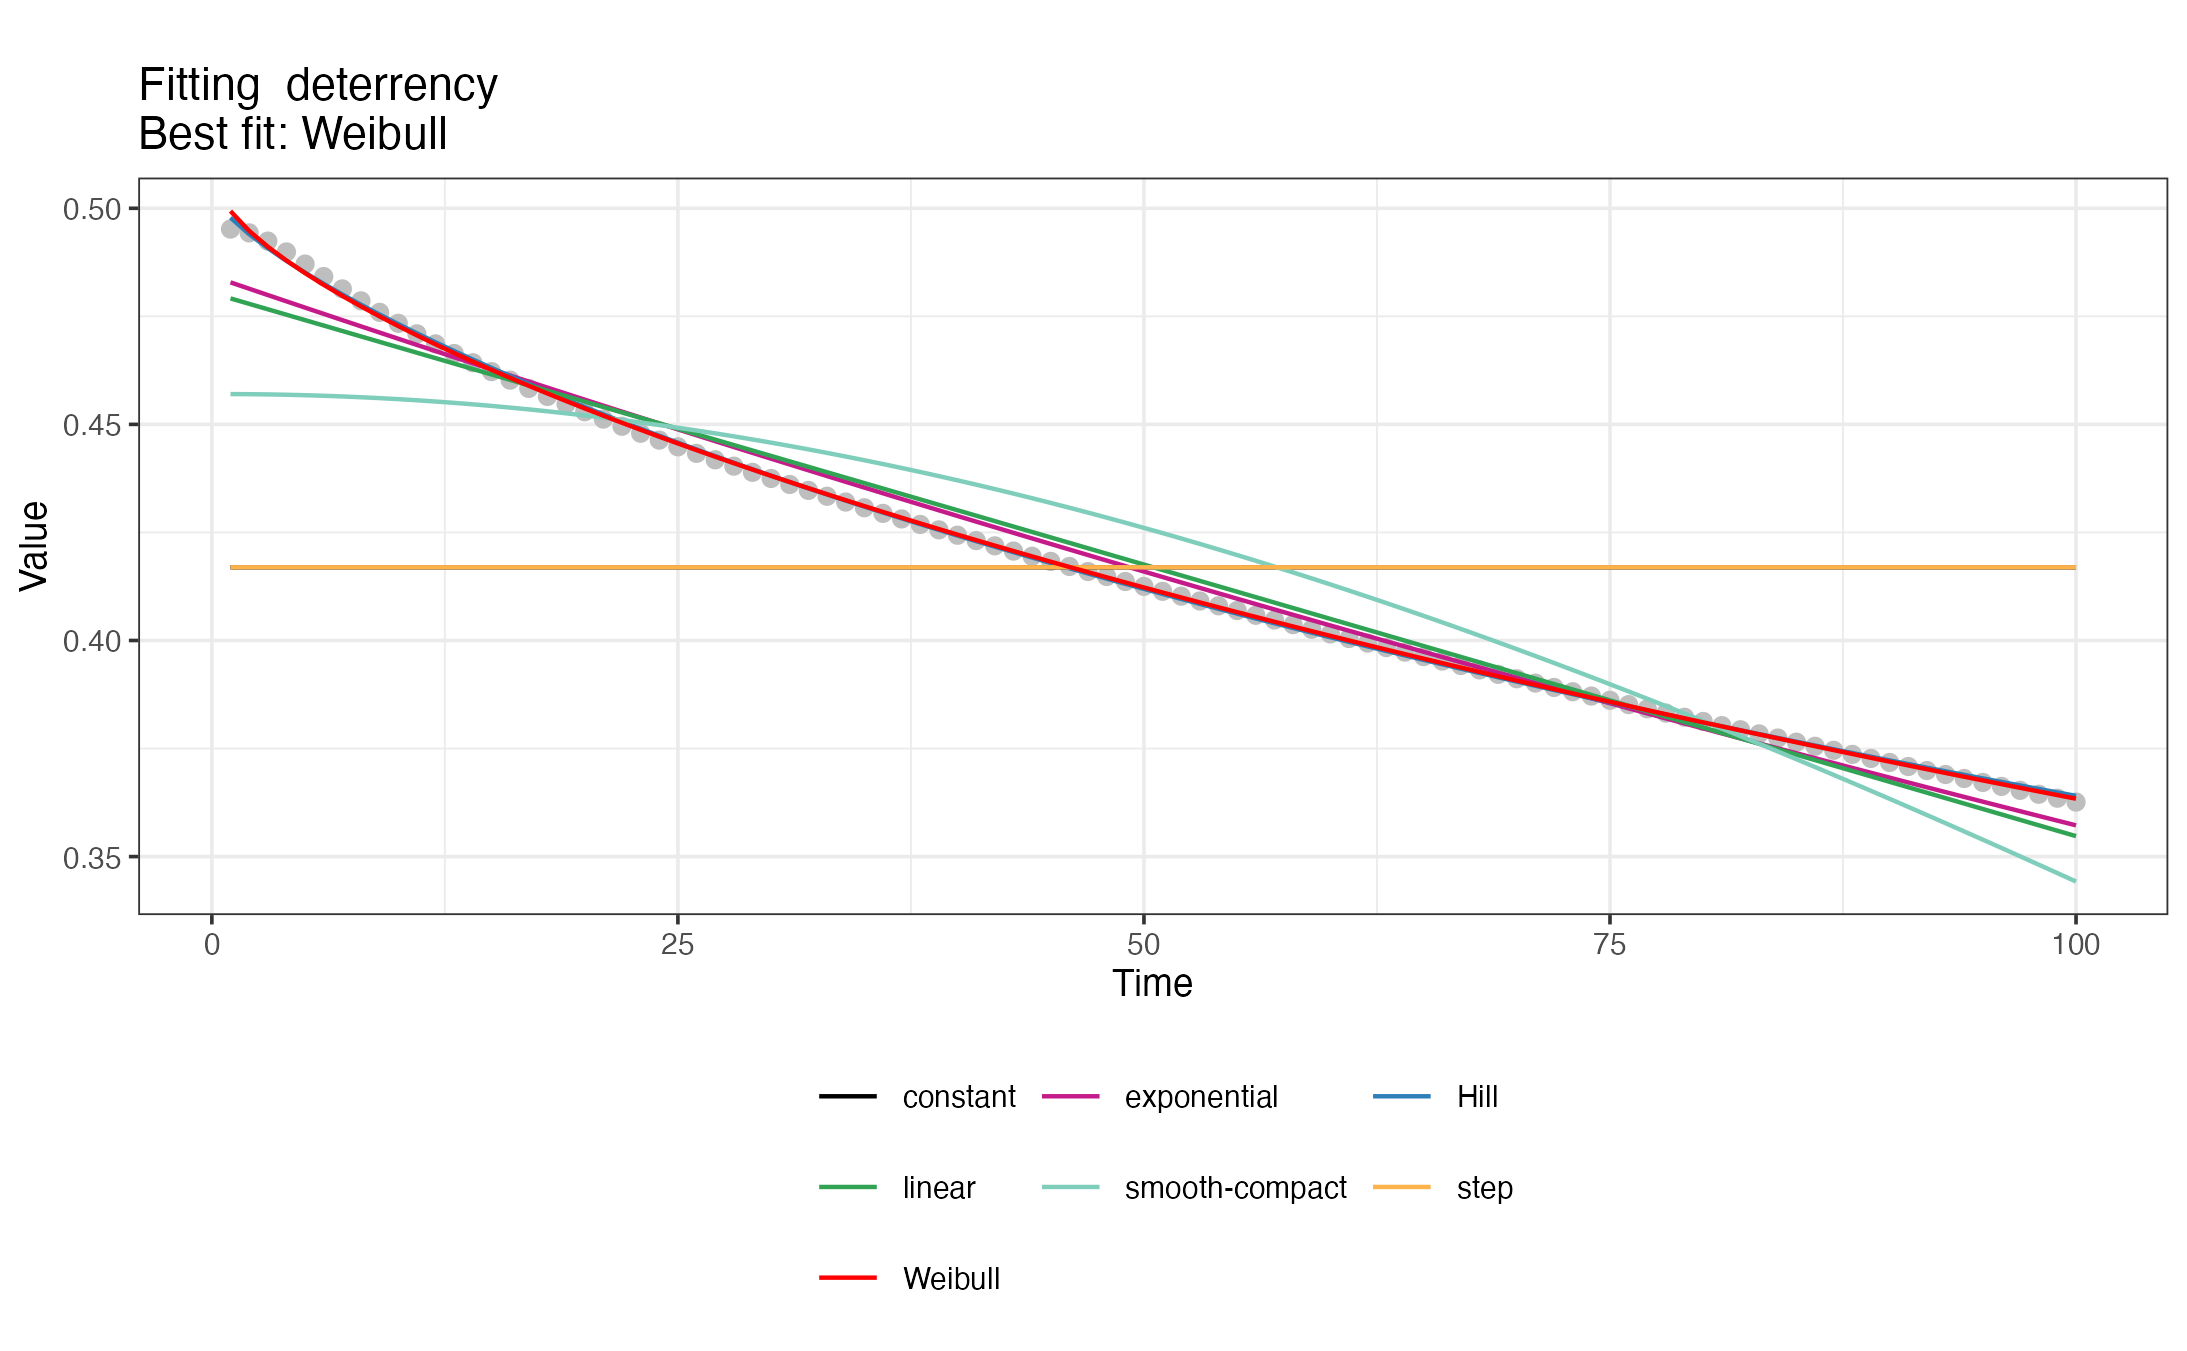 Fitting  deterrency
Best fit: Weibull
Value
0.50
0.45
0.40
0.35
0 25 50 75 100
Time
constant exponential Hill
linear smooth-compact step
Weibull